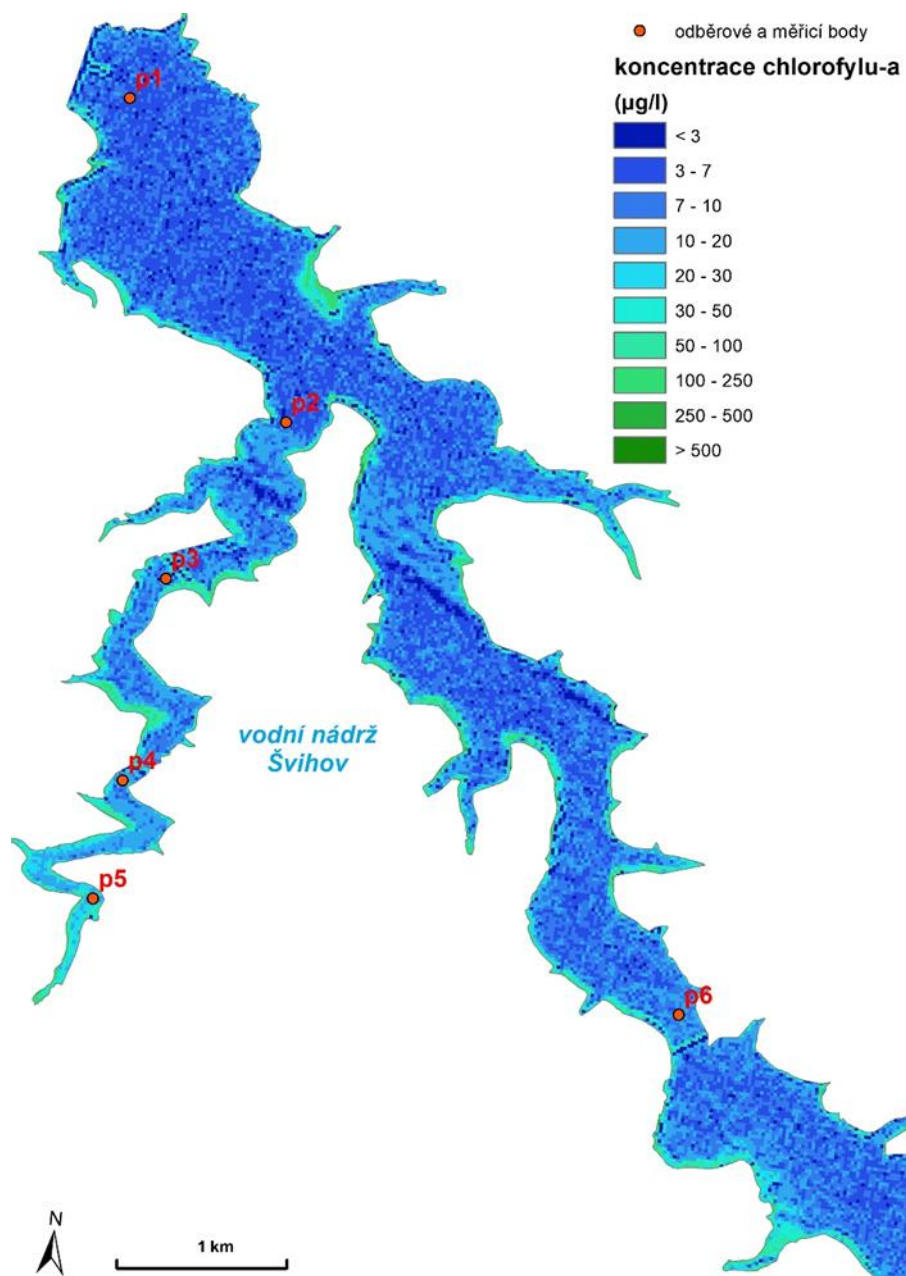 odběrové a měřicí body
koncentrace chlorofylu-a
(µg/l)
< 3
3 - 7
7 - 10
10 - 20
20 - 30
30 - 50
50 - 100
100 - 250
250 - 500
> 500
p1
p2
p3
vodní nádrž
Švihov
p4
p5
p6
N
1 km